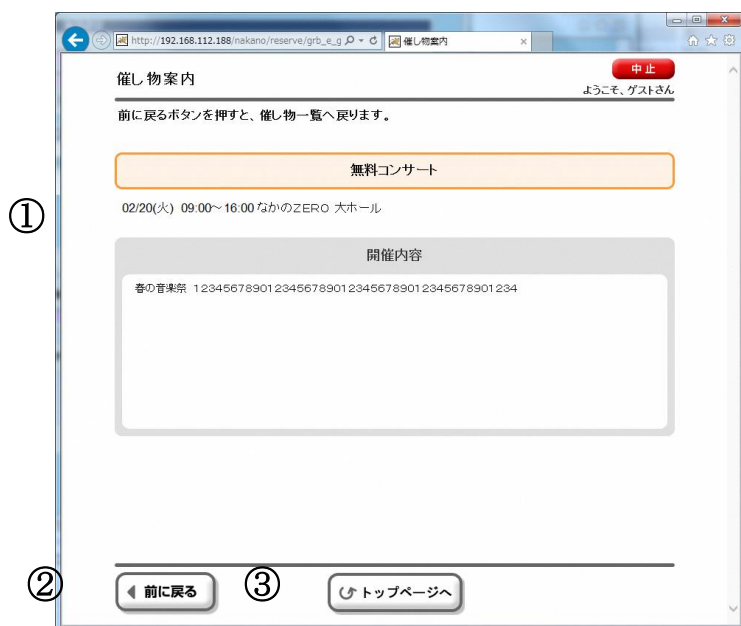 http://192.168.112.188/nakano/reserve/grb_e_g
催し物案内
催し物案内
中止
ようこそ、ゲストさん
前に戻るボタンを押すと、催し物一覧へ戻ります。
無料コンサート
①
02/20(火) 09:00～16:00 なかのZERO 大ホール
開催内容
春の音楽祭 12345678901234567890123456789012345678901234
②
前に戻る
③
トップページへ